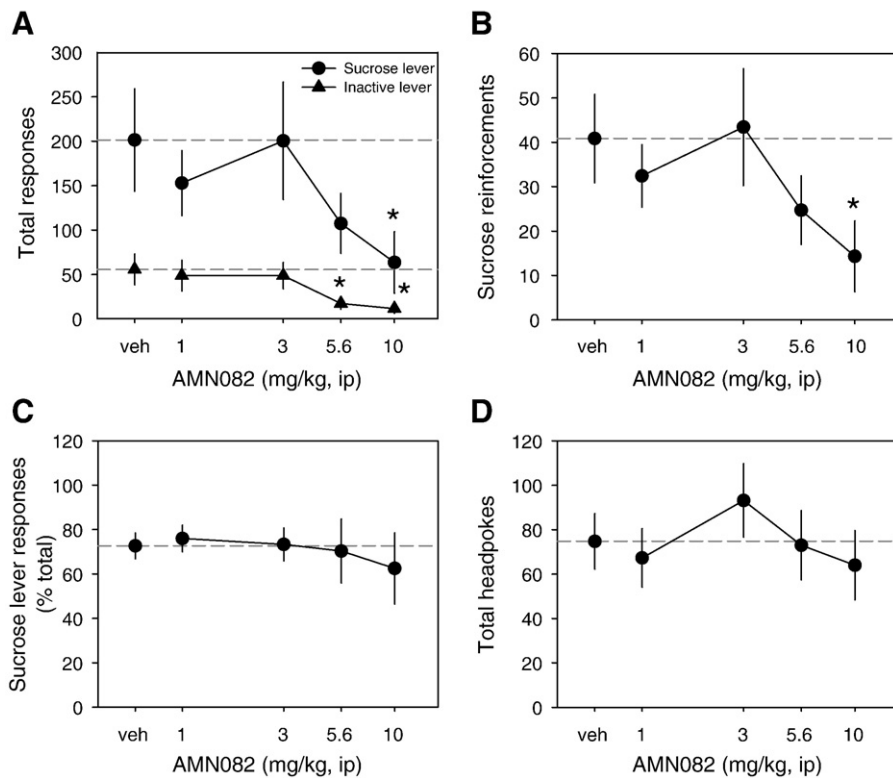 A
300
250
200
150
100
50
0
Total responses
Sucrose lever
Inactive lever
*
*
*
veh 1 3 5.6 10
AMN082 (mg/kg, ip)
B
60
50
40
30
20
10
0
Sucrose reinforcements
*
veh 1 3 5.6 10
AMN082 (mg/kg, ip)
C
120
100
80
60
40
20
0
Sucrose lever responses
(% total)
veh 1 3 5.6 10
AMN082 (mg/kg, ip)
D
120
100
80
60
40
20
0
Total headpokes
veh 1 3 5.6 10
AMN082 (mg/kg, ip)